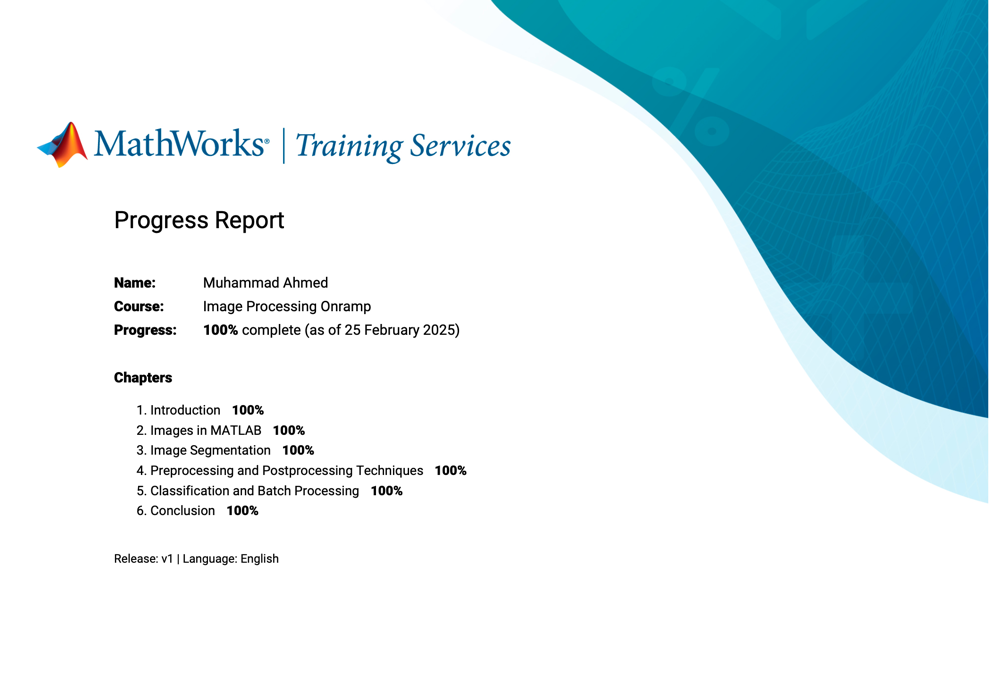 MathWorks® | Training Services
Progress Report
Name: Muhammad Ahmed
Course: Image Processing Onramp
Progress: 100% complete (as of 25 February 2025)
Chapters
1. Introduction 100%
2. Images in MATLAB 100%
3. Image Segmentation 100%
4. Preprocessing and Postprocessing Techniques 100%
5. Classification and Batch Processing 100%
6. Conclusion 100%
Release: v1 | Language: English